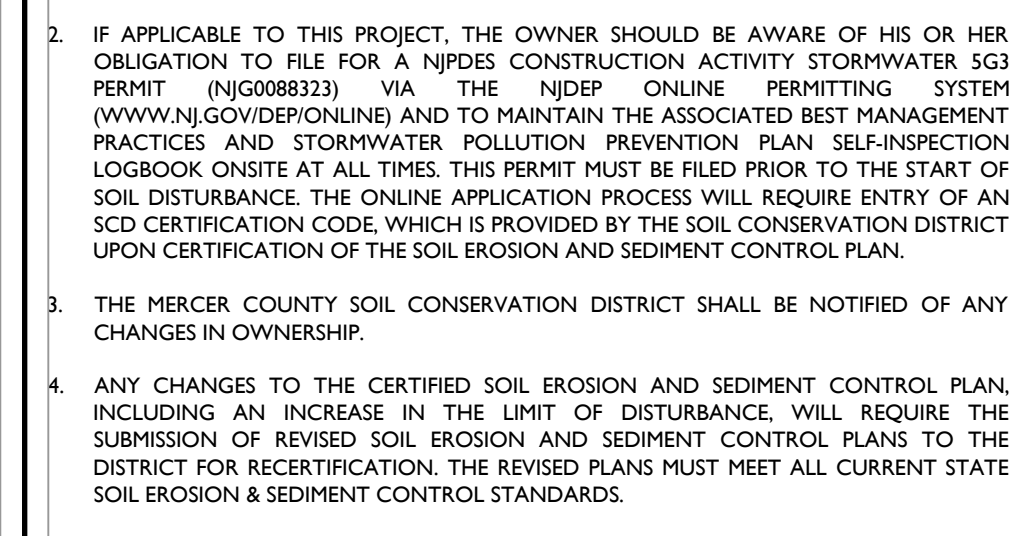 2. IF APPLICABLE TO THIS PROJECT, THE OWNER SHOULD BE AWARE OF HIS OR HER
OBLIGATION TO FILE FOR A NJPDES CONSTRUCTION ACTIVITY STORMWATER 5G3
PERMIT (NJG0088323) VIA THE NJDEP ONLINE PERMITTING SYSTEM
(WWW.NJ.GOV/DEP/ONLINE) AND TO MAINTAIN THE ASSOCIATED BEST MANAGEMENT
PRACTICES AND STORMWATER POLLUTION PREVENTION PLAN SELF-INSPECTION
LOGBOOK ONSITE AT ALL TIMES. THIS PERMIT MUST BE FILED PRIOR TO THE START OF
SOIL DISTURBANCE. THE ONLINE APPLICATION PROCESS WILL REQUIRE ENTRY OF AN
SCD CERTIFICATION CODE, WHICH IS PROVIDED BY THE SOIL CONSERVATION DISTRICT
UPON CERTIFICATION OF THE SOIL EROSION AND SEDIMENT CONTROL PLAN.
3. THE MERCER COUNTY SOIL CONSERVATION DISTRICT SHALL BE NOTIFIED OF ANY
CHANGES IN OWNERSHIP.
4. ANY CHANGES TO THE CERTIFIED SOIL EROSION AND SEDIMENT CONTROL PLAN,
INCLUDING AN INCREASE IN THE LIMIT OF DISTURBANCE, WILL REQUIRE THE
SUBMISSION OF REVISED SOIL EROSION AND SEDIMENT CONTROL PLANS TO THE
DISTRICT FOR RECERTIFICATION. THE REVISED PLANS MUST MEET ALL CURRENT STATE
SOIL EROSION & SEDIMENT CONTROL STANDARDS.